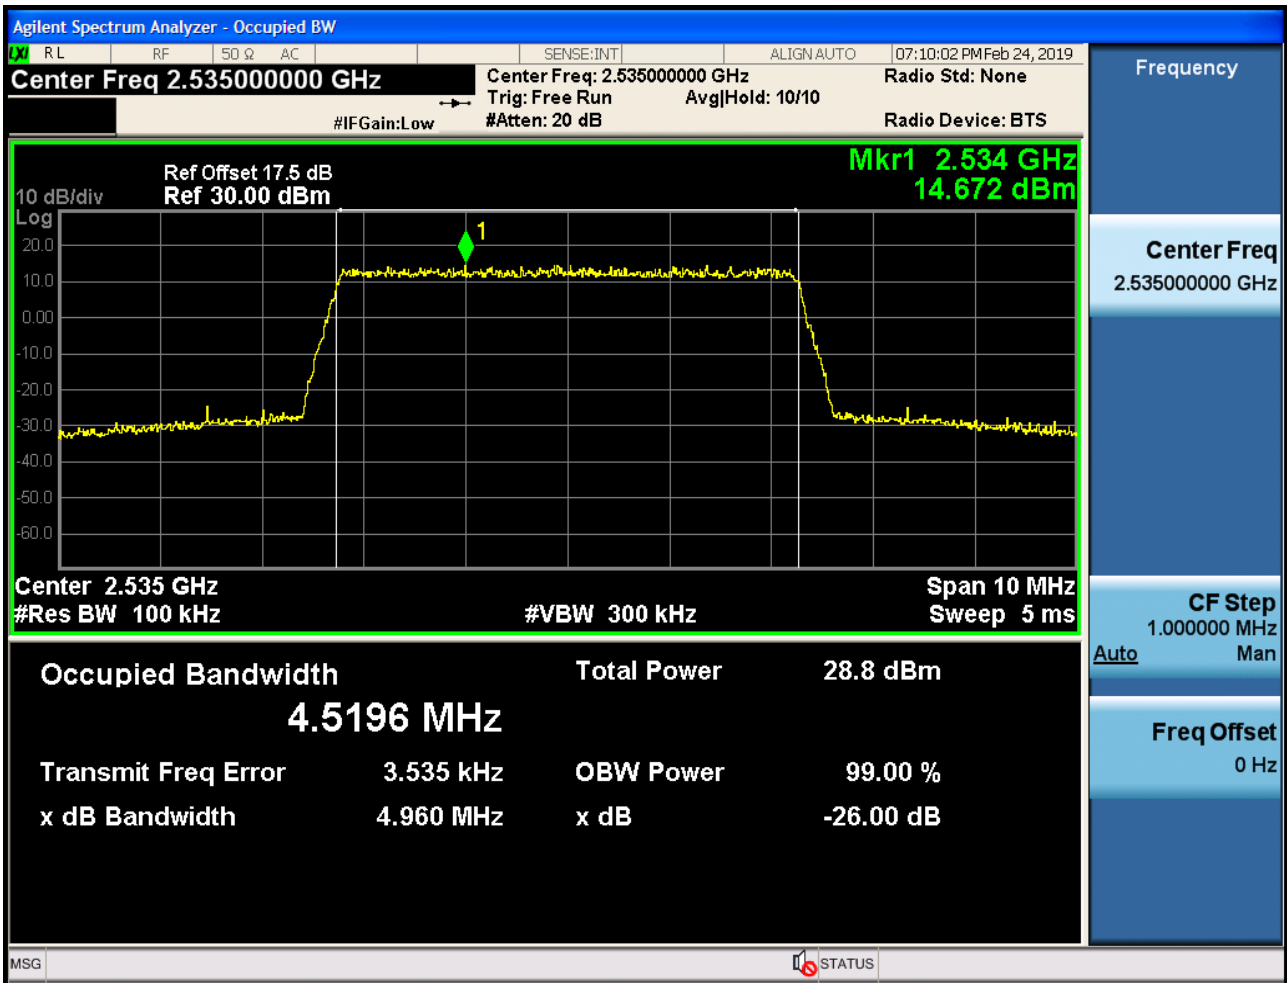 Agilent Spectrum Analyzer - Occupied BW
LXI RL RF 50 Ω AC SENSE:INT ALIGN AUTO 07:10:02 PM Feb 24, 2019
Center Freq 2.535000000 GHz
Center Freq: 2.535000000 GHz
Radio Std: None
Trig: Free Run Avg|Hold: 10/10
#IFGain:Low
#Atten: 20 dB
Radio Device: BTS
Mkr1 2.534 GHz
14.672 dBm
Ref Offset 17.5 dB
10 dB/div Ref 30.00 dBm
Log
1
20.0
10.0
0.00
-10.0
-20.0
-30.0
-40.0
-50.0
-60.0
Center 2.535 GHz Span 10 MHz
#Res BW 100 kHz #VBW 300 kHz Sweep 5 ms
Occupied Bandwidth Total Power 28.8 dBm
4.5196 MHz
Transmit Freq Error 3.535 kHz OBW Power 99.00 %
x dB Bandwidth 4.960 MHz x dB -26.00 dB
Frequency
Center Freq
2.535000000 GHz
CF Step
1.000000 MHz
Auto Man
Freq Offset
0 Hz
MSG STATUS